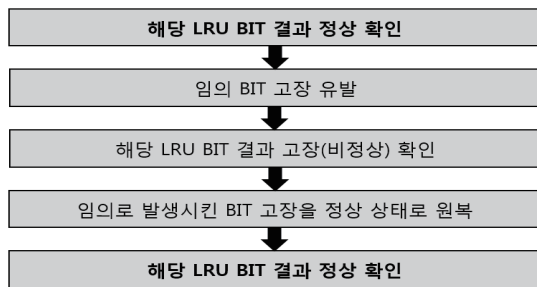 해당 LRU BIT 결과 정상 확인
임의 BIT 고장 유발
해당 LRU BIT 결과 고장(비정상) 확인
임의로 발생시킨 BIT 고장을 정상 상태로 원복
해당 LRU BIT 결과 정상 확인